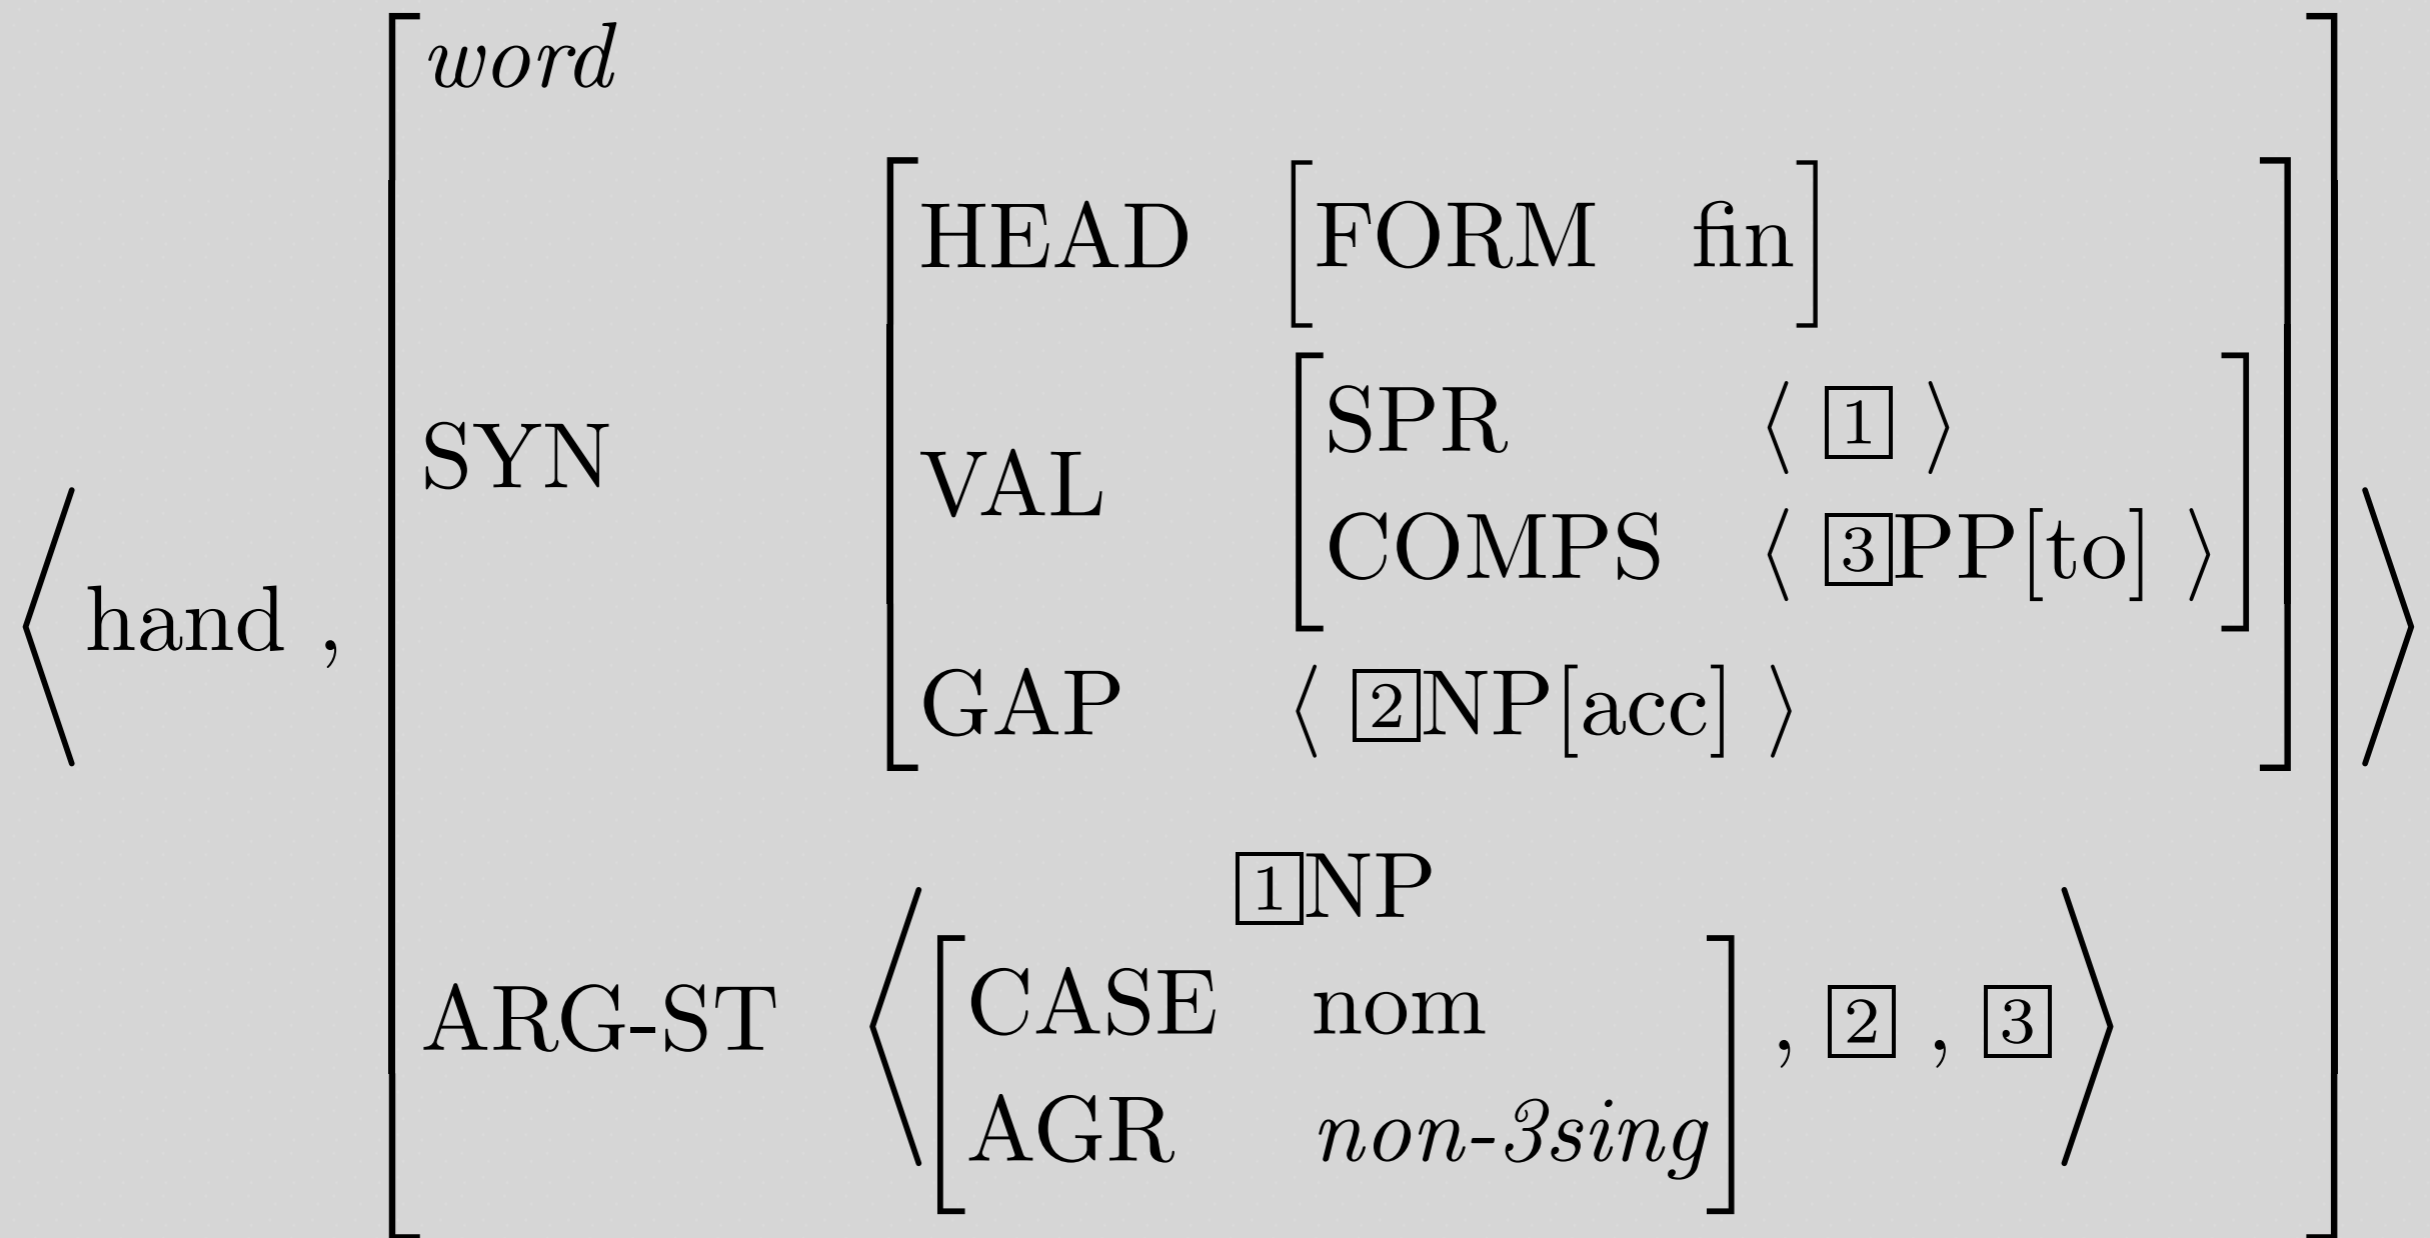 word
HEAD [FORM fin]
SPR ⟨ 1 ⟩
SYN VAL
COMPS ⟨ 3PP[to] ⟩
⟨ hand ,
GAP ⟨ 2NP[acc] ⟩
1NP
CASE nom
ARG-ST , 2 , 3
AGR non-3sing